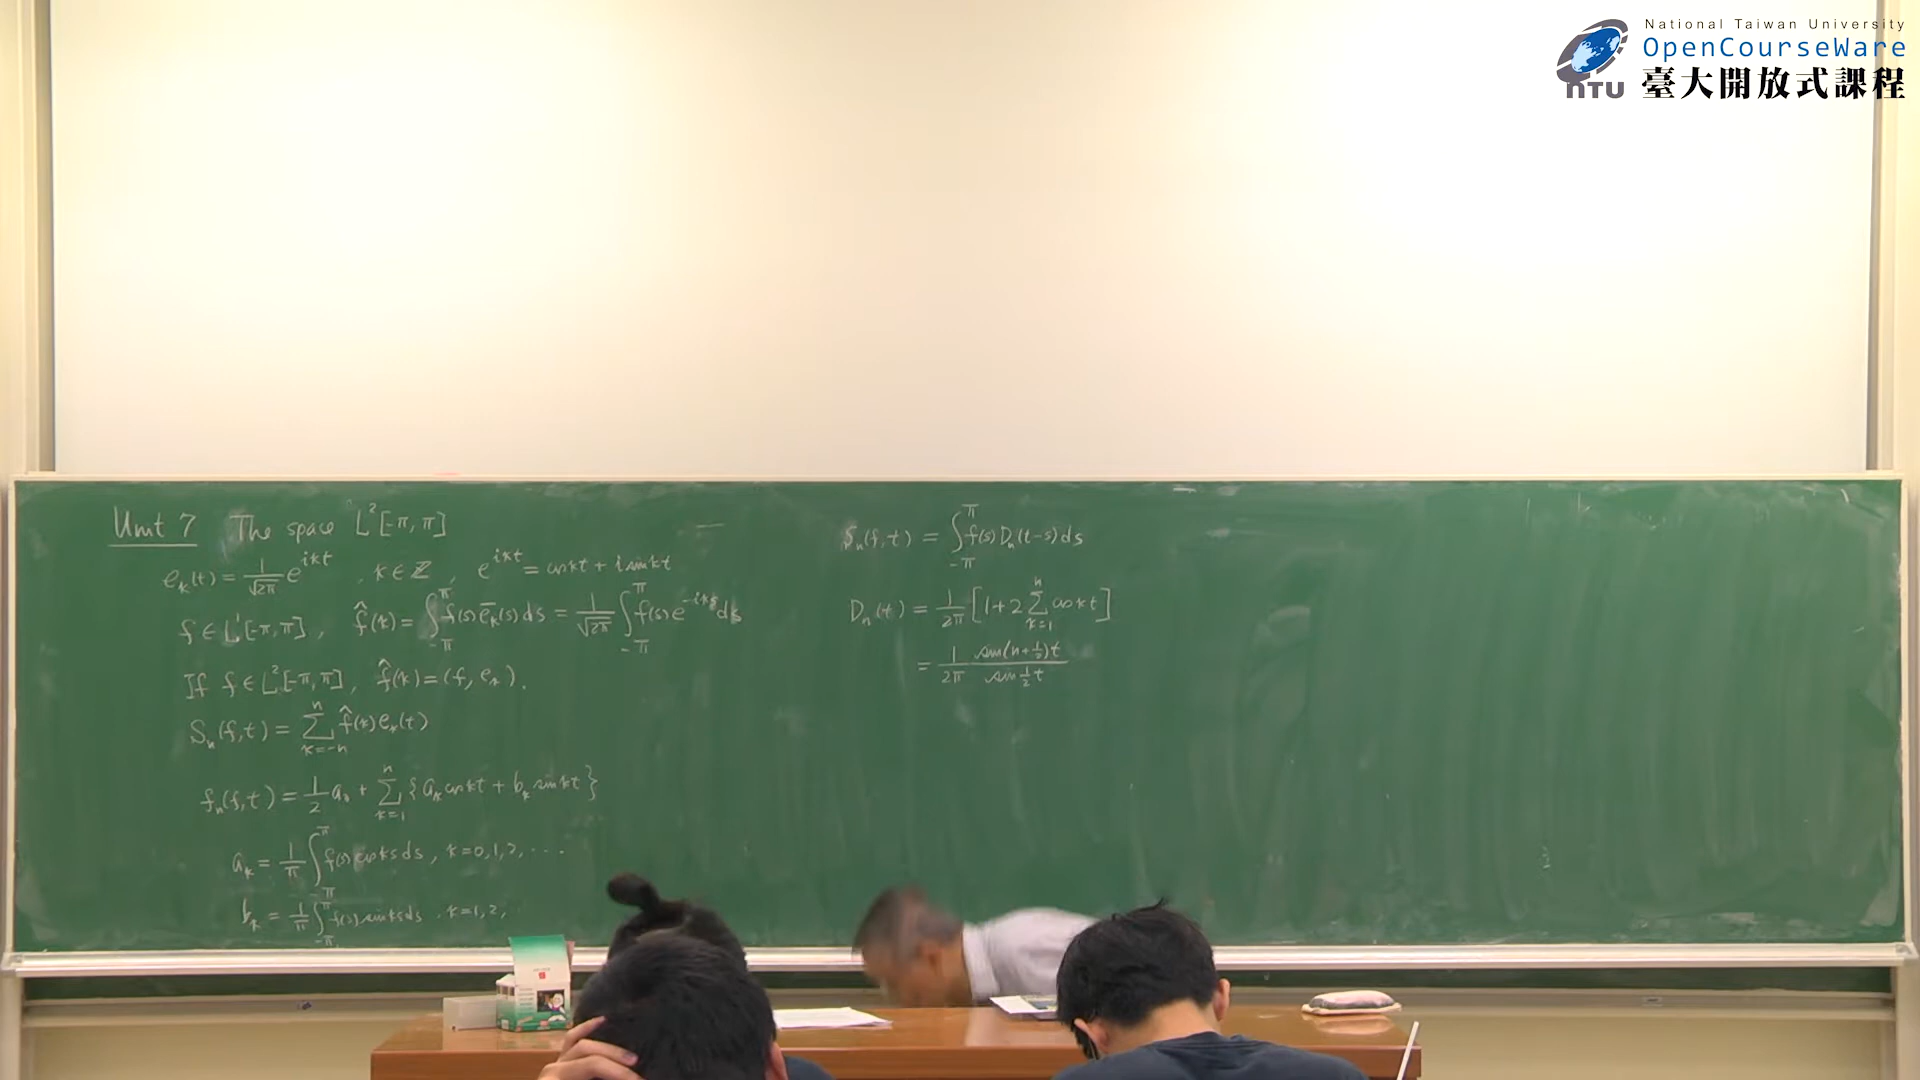 National Taiwan University
OpenCourseWare
NTU 臺大開放式課程
Unit 7 The space L²[-π, π]
e_k(t) = 1/√(2π) e^{ikt}, k ∈ ℤ, e^{ikt} = cos kt + i sin kt
f ∈ L¹[-π, π], f̂(k) = ∫_{-π}^{π} f(s) ē_k(s) ds = 1/√(2π) ∫_{-π}^{π} f(s) e^{-iks} ds
If f ∈ L²[-π, π], f̂(k) = (f, e_k).
S_n(f,t) = Σ_{k=-n}^{n} f̂(k) e_k(t)
f_n(f,t) = 1/2 a_0 + Σ_{k=1}^{n} {a_k cos kt + b_k sin kt}
a_k = 1/π ∫_{-π}^{π} f(s) cos ks ds, k=0,1,2,...
b_k = 1/π ∫_{-π}^{π} f(s) sin ks ds, k=1,2,
S_n(f,t) = ∫_{-π}^{π} f(s) D_n(t-s) ds
D_n(t) = 1/2π [1+2 Σ_{k=1}^{n} cos kt]
= 1/2π sin(n+1/2)t / sin 1/2 t